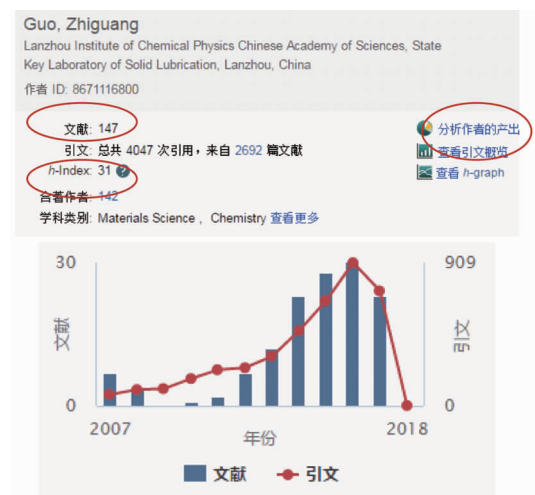 Guo, Zhiguang
Lanzhou Institute of Chemical Physics Chinese Academy of Sciences, State
Key Laboratory of Solid Lubrication, Lanzhou, China
作者 ID: 8671116800
文献: 147
分析作者的产出
引文: 总共 4047 次引用，来自 2692 篇文献
查看引文概览
h-Index: 31 ?
查看 h-graph
合著作者: 142
学科类别: Materials Science , Chemistry 查看更多
30
909
文献
引文
0
0
2007
年份
2018
文献
引文